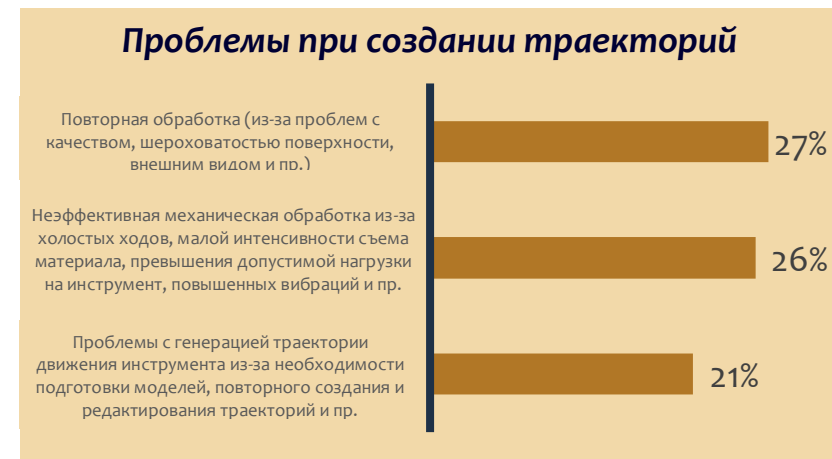 Проблемы при создании траекторий
Повторная обработка (из-за проблем с
качеством, шероховатостью поверхности,
внешним видом и пр.)
27%
Неэффективная механическая обработка из-за
холостых ходов, малой интенсивности съема
материала, превышения допустимой нагрузки
на инструмент, повышенных вибраций и пр.
26%
Проблемы с генерацией траектории
движения инструмента из-за необходимости
подготовки моделей, повторного создания и
редактирования траекторий и пр.
21%